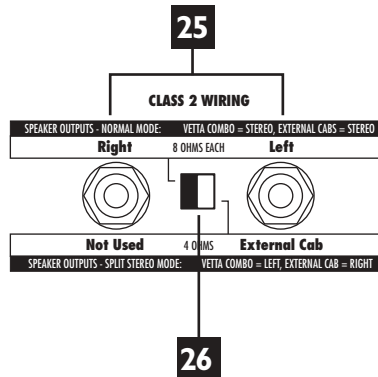 25
CLASS 2 WIRING
SPEAKER OUTPUTS - NORMAL MODE: VETTA COMBO = STEREO, EXTERNAL CABS = STEREO
Right 8 OHMS EACH Left
Not Used 4 OHMS External Cab
SPEAKER OUTPUTS - SPLIT STEREO MODE: VETTA COMBO = LEFT, EXTERNAL CAB = RIGHT
26